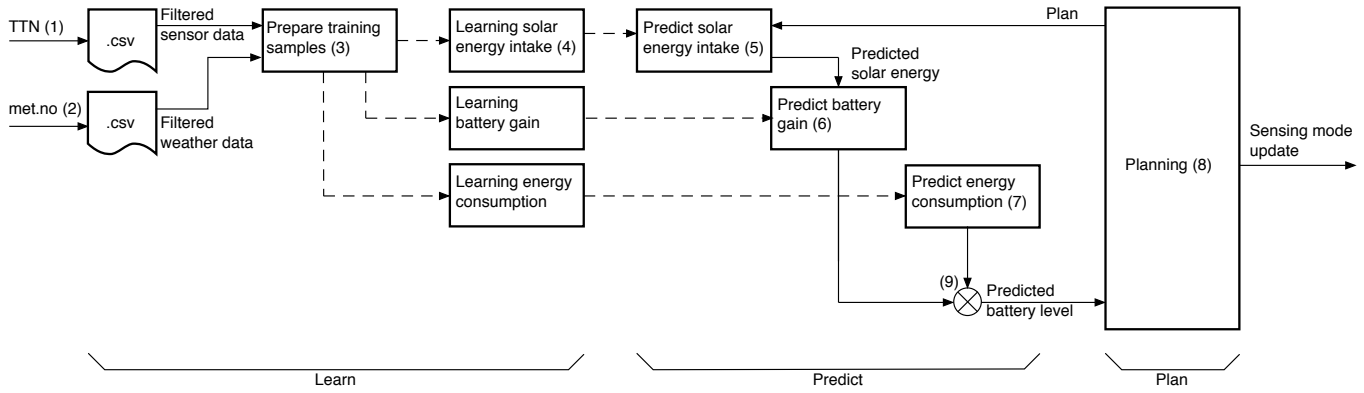 TTN (1)
.csv
Filtered
sensor data
Prepare training
samples (3)
Learning solar
energy intake (4)
Predict solar
energy intake (5)
Plan
Predicted
solar energy
met.no (2)
.csv
Filtered
weather data
Learning
battery gain
Predict battery
gain (6)
Learning energy
consumption
Predict energy
consumption (7)
Planning (8)
Sensing mode
update
(9)
Predicted
battery level
Learn
Predict
Plan